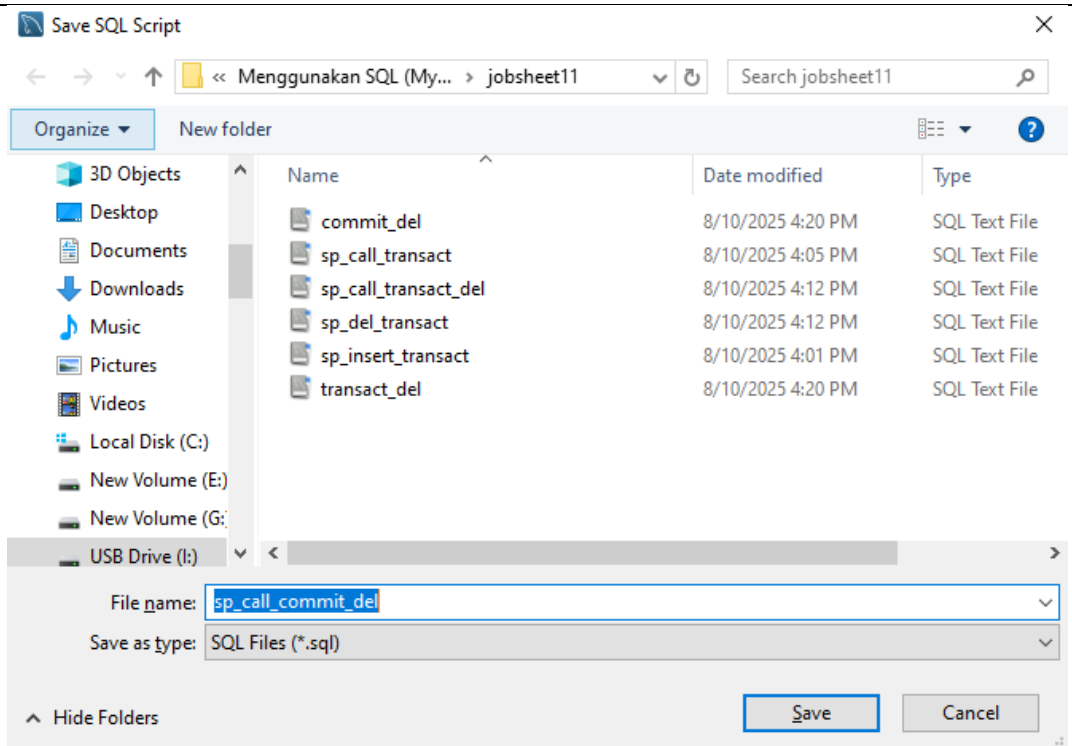 Save SQL Script
« Menggunakan SQL (My... > jobsheet11
Search jobsheet11
Organize
New folder
?
3D Objects
Desktop
Documents
Downloads
Music
Pictures
Videos
Local Disk (C:)
New Volume (E:)
New Volume (G:
USB Drive (I:)
Name Date modified Type
commit_del 8/10/2025 4:20 PM SQL Text File
sp_call_transact 8/10/2025 4:05 PM SQL Text File
sp_call_transact_del 8/10/2025 4:12 PM SQL Text File
sp_del_transact 8/10/2025 4:12 PM SQL Text File
sp_insert_transact 8/10/2025 4:01 PM SQL Text File
transact_del 8/10/2025 4:20 PM SQL Text File
File name: sp_call_commit_del
Save as type: SQL Files (*.sql)
Hide Folders
Save
Cancel